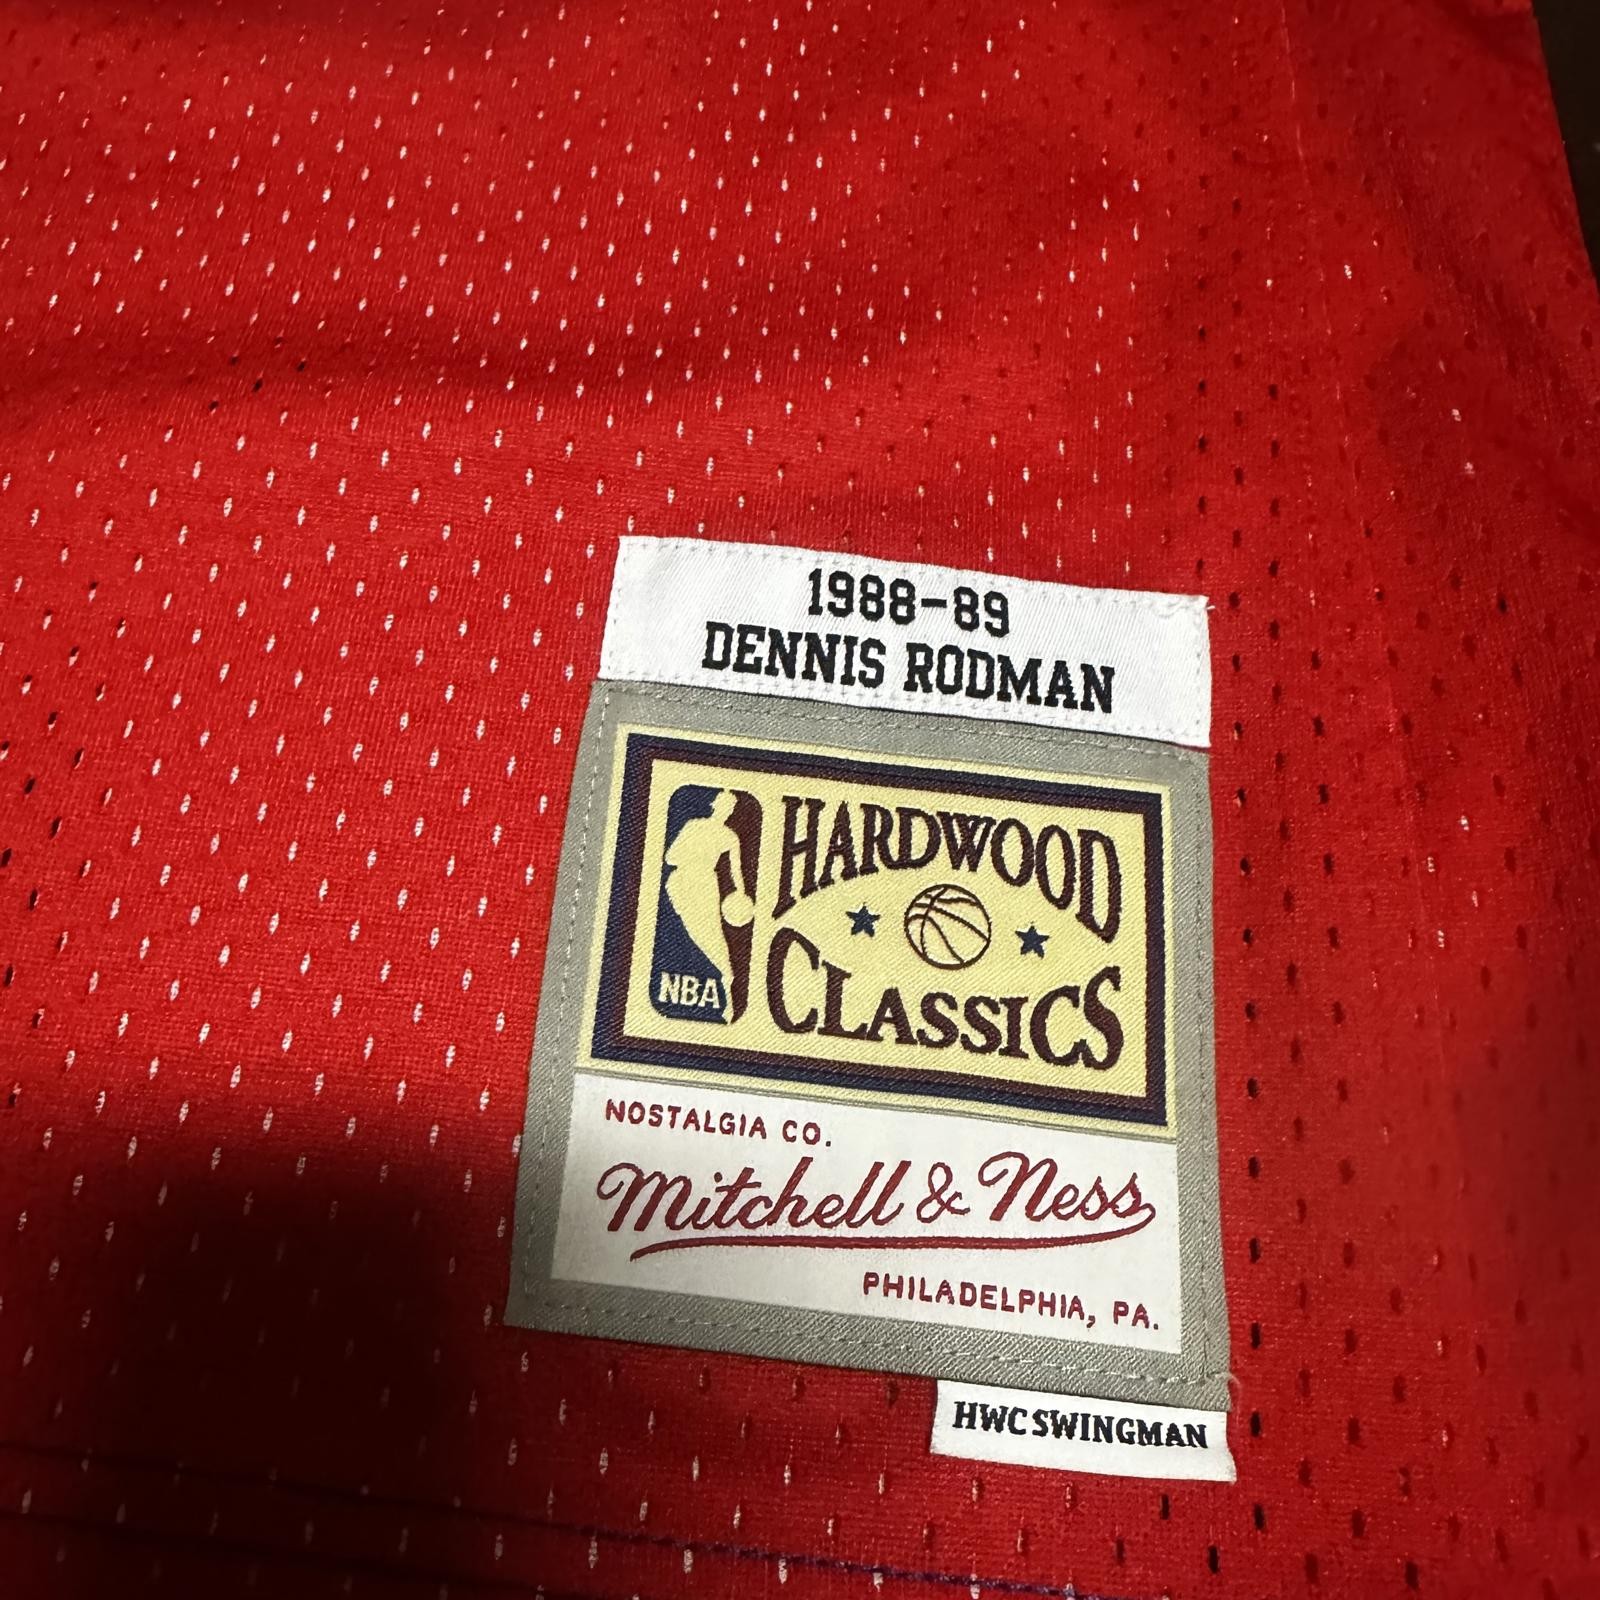 1988-89
DENNIS RODMAN
HARDWOOD
CLASSICS
NBA
NOSTALGIA CO.
Mitchell & Ness
PHILADELPHIA, PA.
HWC SWINGMAN